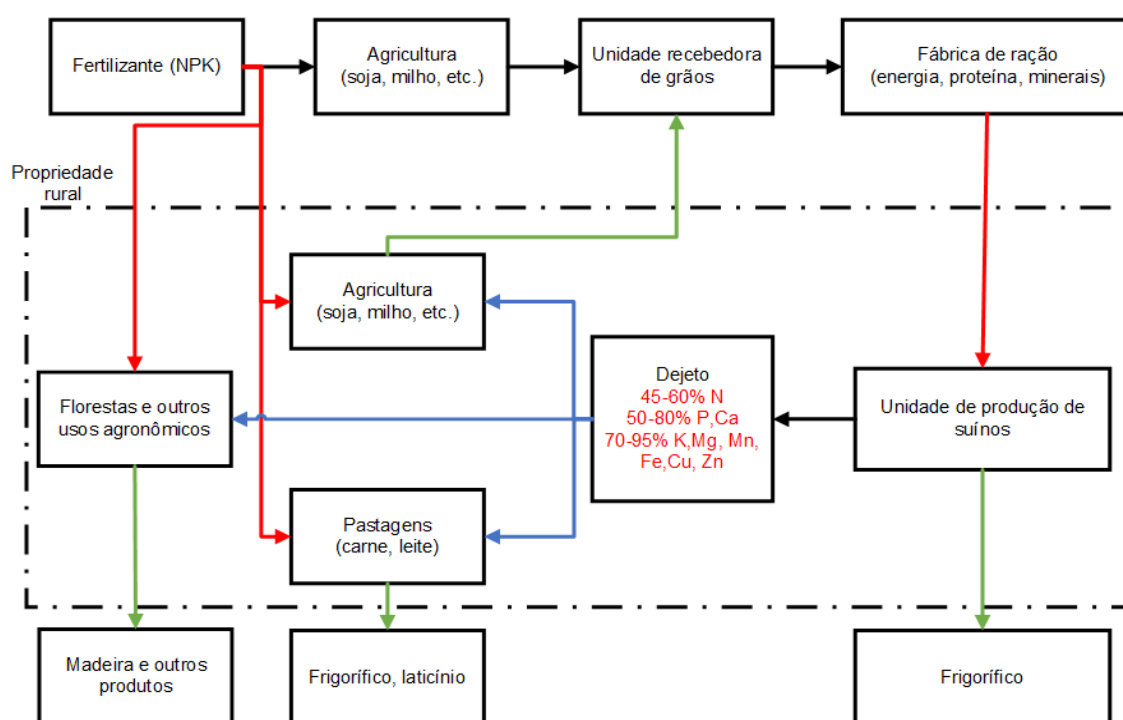 Fertilizante (NPK)
Agricultura
(soja, milho, etc.)
Unidade recebedora
de grãos
Fábrica de ração
(energia, proteína, minerais)
Propriedade
rural
Agricultura
(soja, milho, etc.)
Dejeto
45-60% N
50-80% P,Ca
70-95% K,Mg, Mn,
Fe,Cu, Zn
Florestas e outros
usos agronômicos
Unidade de produção de
suínos
Pastagens
(carne, leite)
Madeira e outros
produtos
Frigorífico, laticínio
Frigorífico